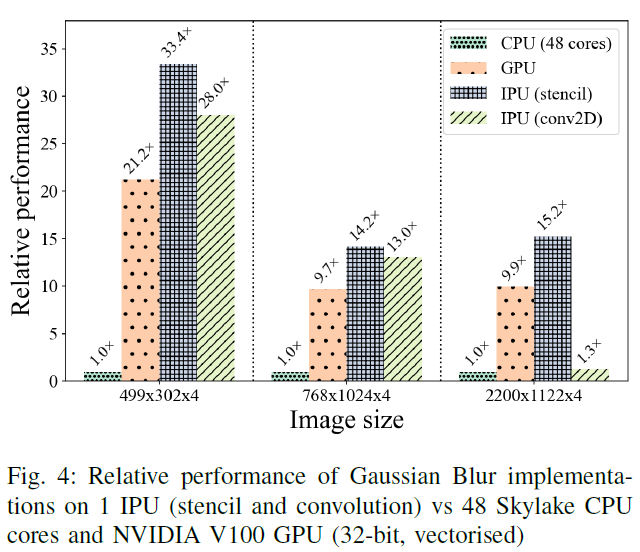 Relative performance
35
30
25
20
15
10
5
0
1.0×
21.2×
33.4×
28.0×
1.0×
9.7×
14.2×
13.0×
1.0×
9.9×
15.2×
1.3×
CPU (48 cores)
GPU
IPU (stencil)
IPU (conv2D)
499x302x4
768x1024x4
2200x1122x4
Image size
Fig. 4: Relative performance of Gaussian Blur implementa-
tions on 1 IPU (stencil and convolution) vs 48 Skylake CPU
cores and NVIDIA V100 GPU (32-bit, vectorised)